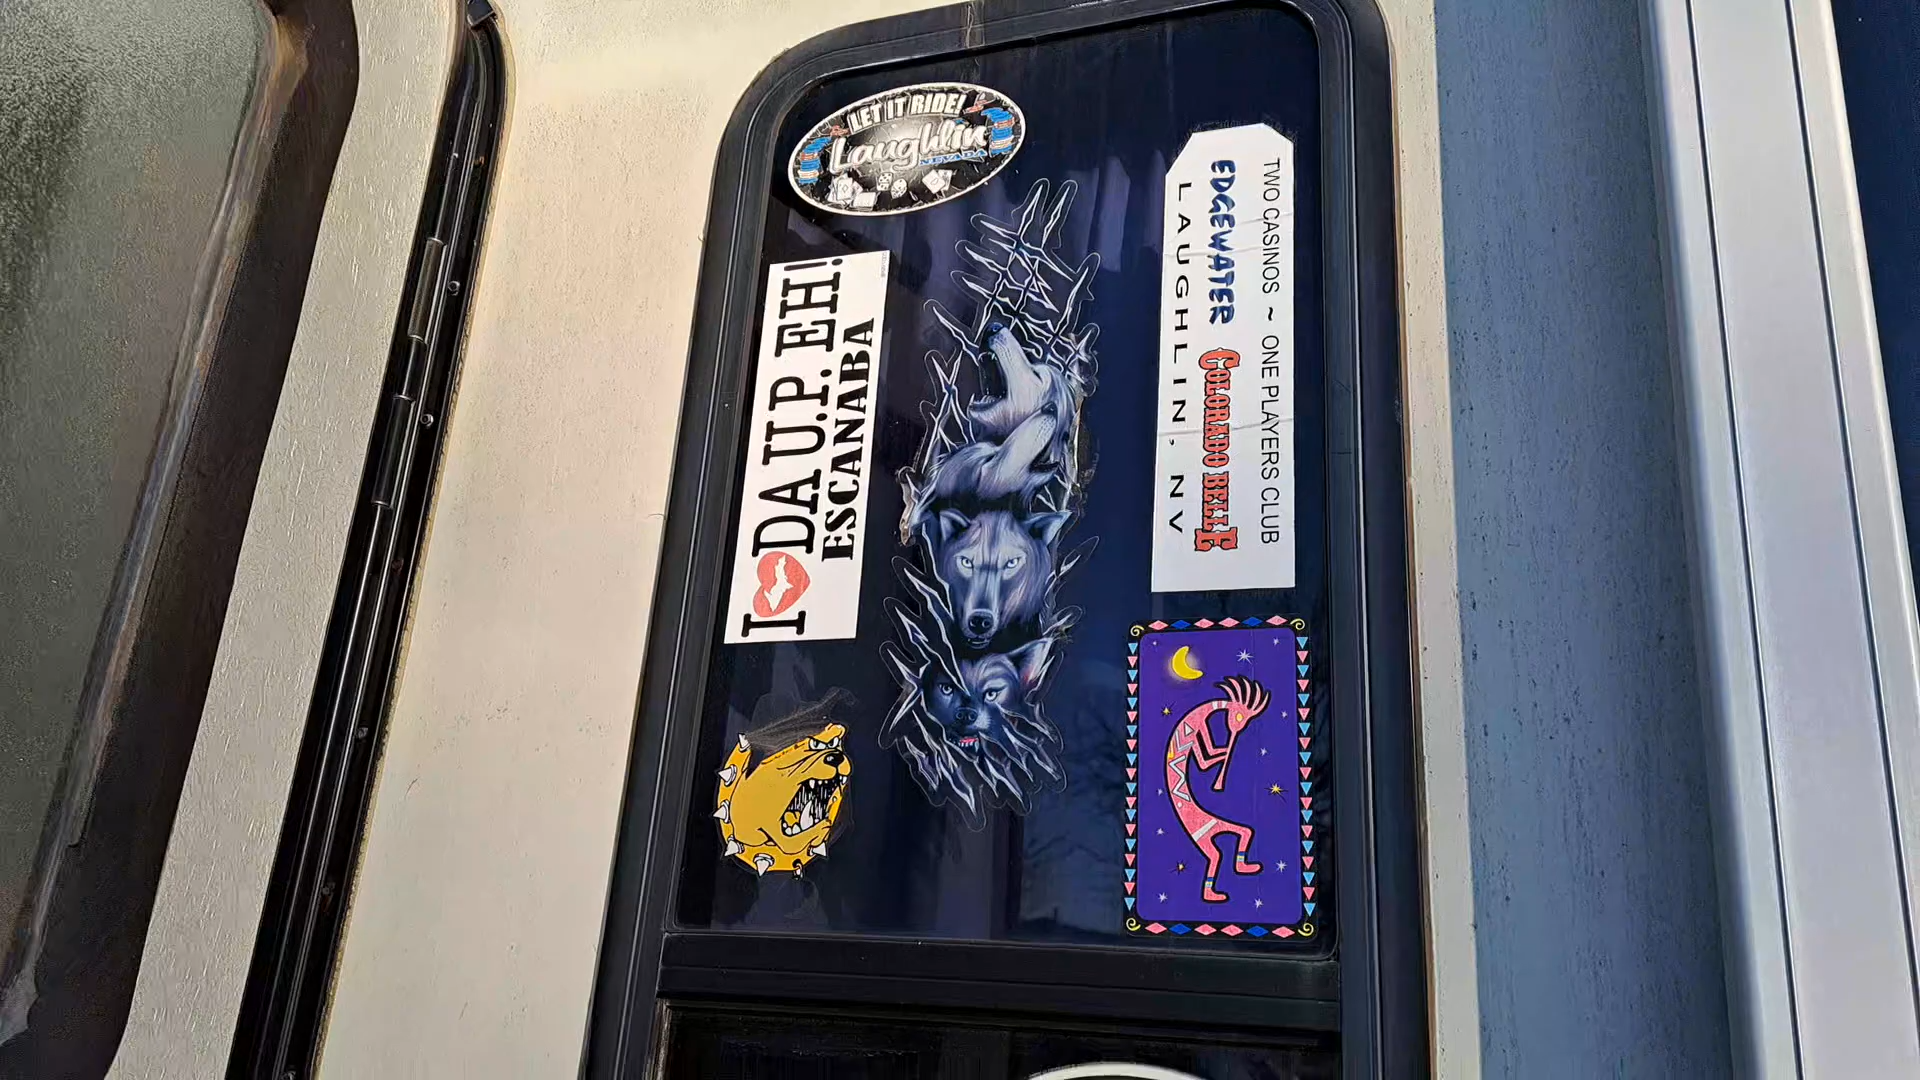 LET IT RIDE!
Laughlin
NEVADA
I DA U.P. EH!
ESCANABA
TWO CASINOS ~ ONE PLAYERS CLUB
EDGEWATER COLORADO BELLE
LAUGHLIN, NV